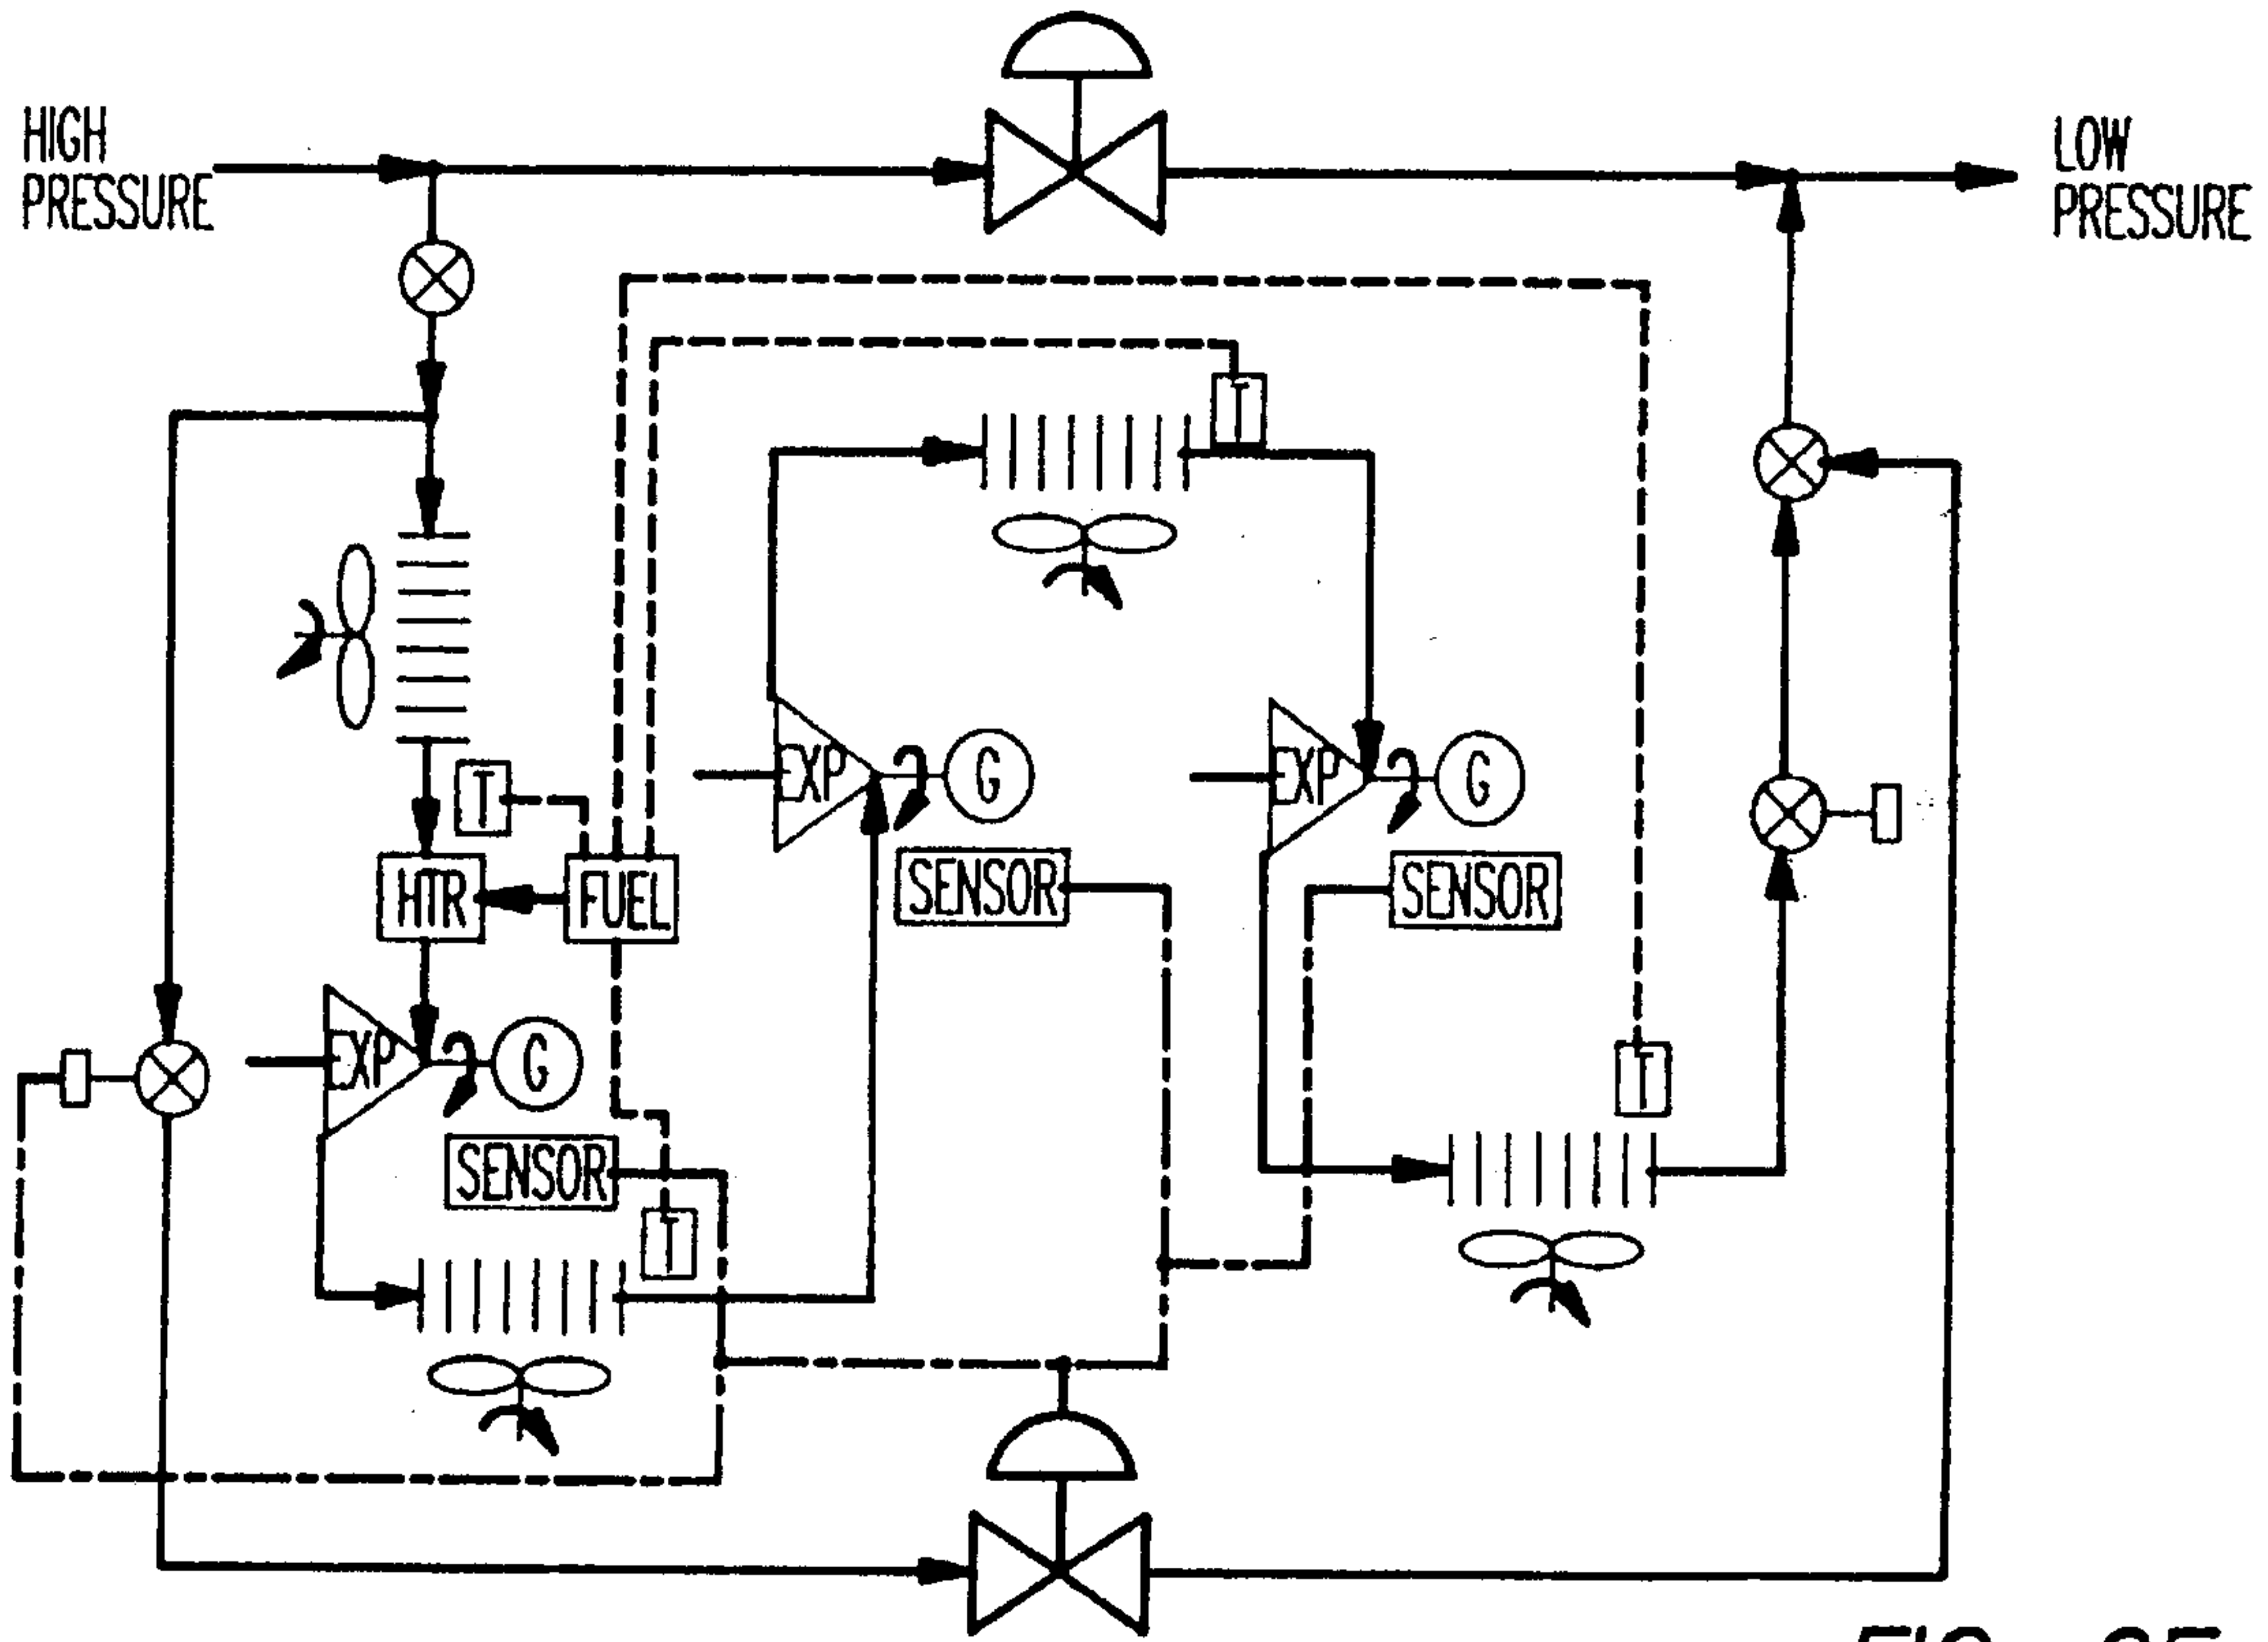 HIGH
PRESSURE
LOW
PRESSURE
T
T
EXP
G
EXP
G
HTR
FUEL
SENSOR
SENSOR
EXP
G
T
SENSOR
T